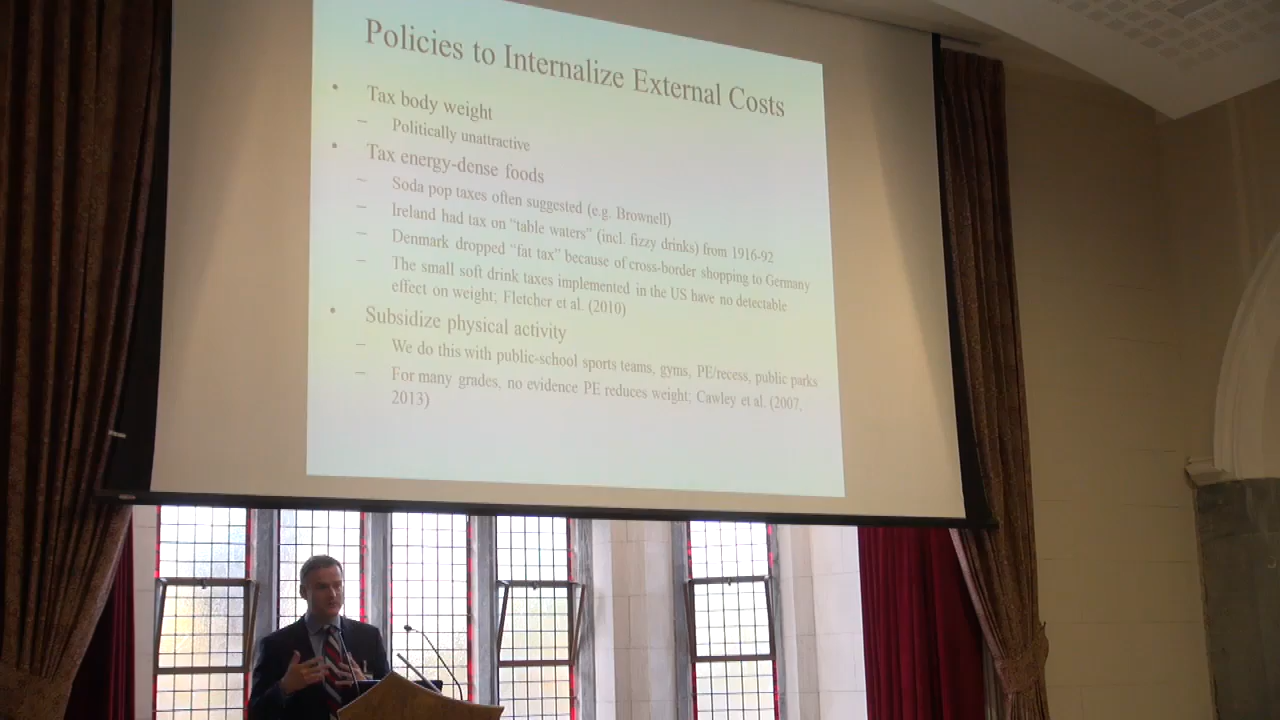 Policies to Internalize External Costs
• Tax body weight
– Politically unattractive
• Tax energy-dense foods
– Soda pop taxes often suggested (e.g. Brownell)
– Ireland had tax on “table waters” (incl. fizzy drinks) from 1916-92
– Denmark dropped “fat tax” because of cross-border shopping to Germany
– The small soft drink taxes implemented in the US have no detectable
effect on weight; Fletcher et al. (2010)
• Subsidize physical activity
– We do this with public-school sports teams, gyms, PE/recess, public parks
– For many grades, no evidence PE reduces weight; Cawley et al. (2007,
2013)